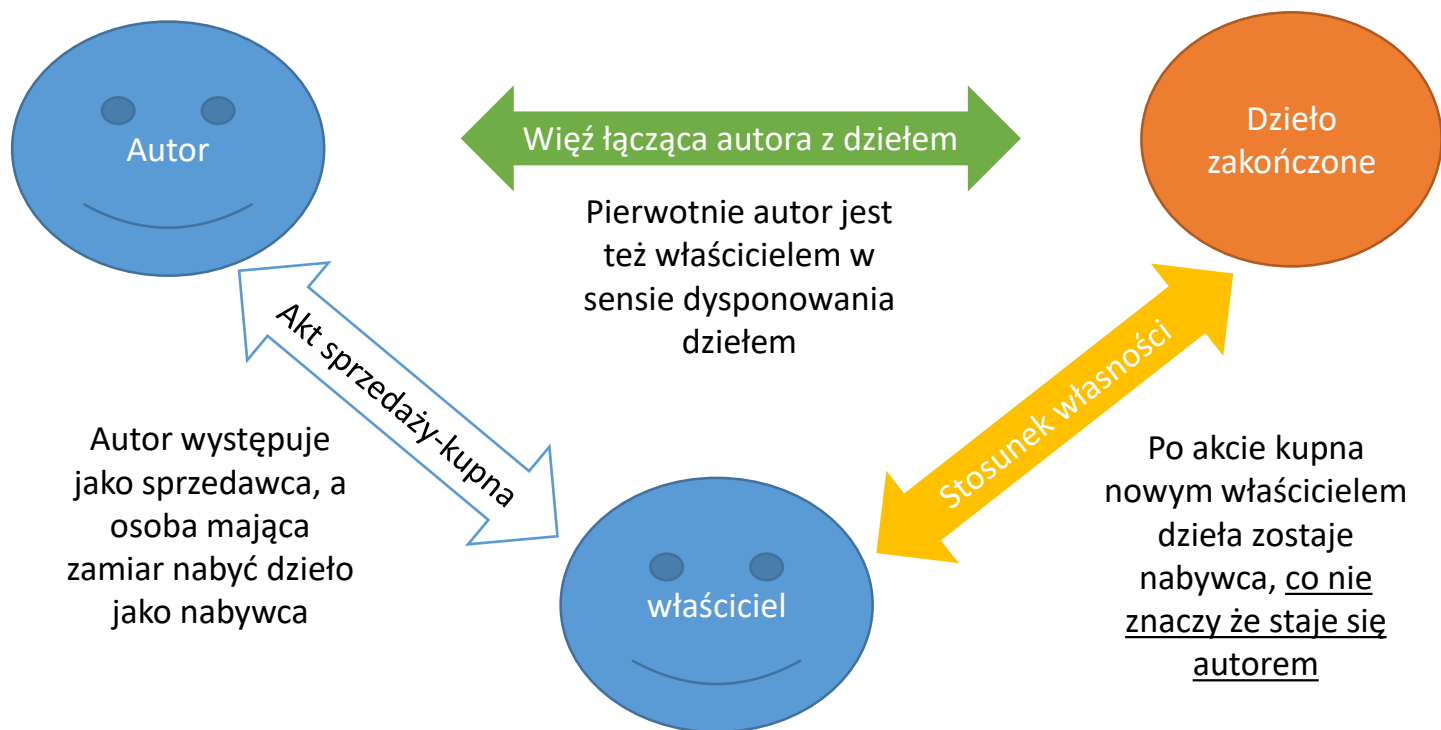 Autor
Więź łącząca autora z dziełem
Dzieło
zakończone
Pierwotnie autor jest
też właścicielem w
sensie dysponowania
dziełem
Akt sprzedaży-kupna
Stosunek własności
Autor występuje
jako sprzedawca, a
osoba mająca
zamiar nabyć dzieło
jako nabywca
właściciel
Po akcie kupna
nowym właścicielem
dzieła zostaje
nabywca, co nie
znaczy że staje się
autorem